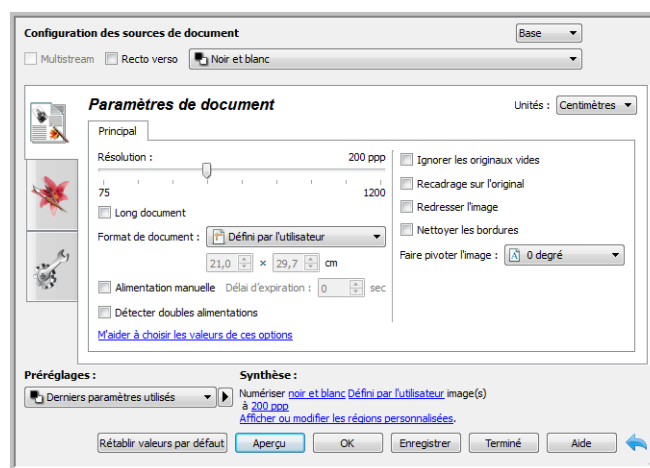 Configuration des sources de document
Base
Multistream Recto verso Noir et blanc
Paramètres de document
Unités : Centimètres
Principal
Résolution : 200 ppp
75 1200
Long document
Format de document : Défini par l'utilisateur
21,0 × 29,7 cm
Alimentation manuelle Délai d'expiration : 0 sec
Détecter doubles alimentations
M'aider à choisir les valeurs de ces options
Ignorer les originaux vides
Recadrage sur l'original
Redresser l'image
Nettoyer les bordures
Faire pivoter l'image : A 0 degré
Préréglages :
Derniers paramètres utilisés
Synthèse :
Numériser noir et blanc Défini par l'utilisateur image(s)
à 200 ppp
Afficher ou modifier les régions personnalisées.
Rétablir valeurs par défaut Aperçu OK Enregistrer Terminé Aide